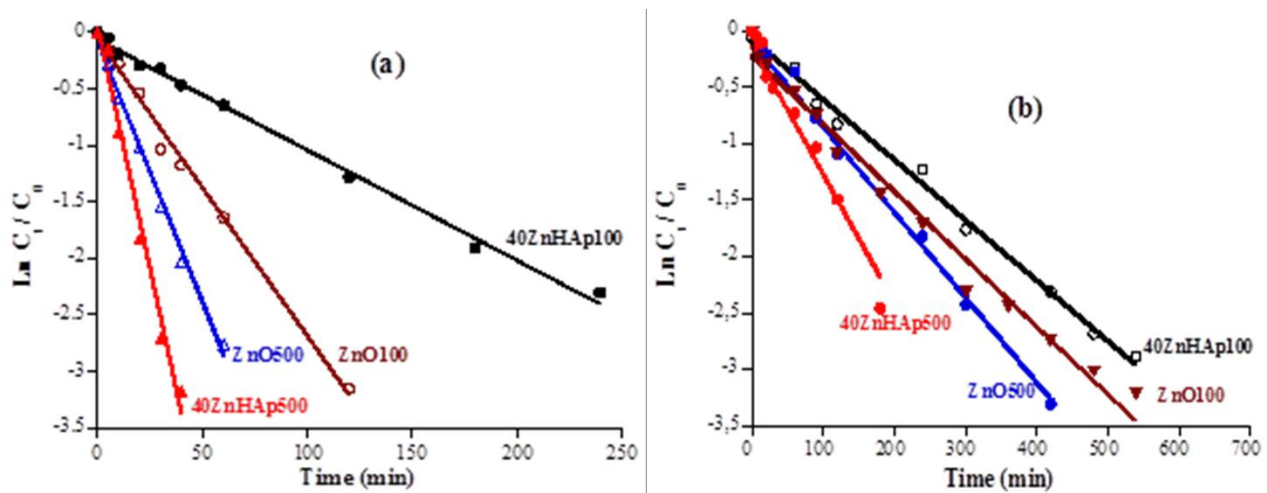 (a)
Ln Ct / C0
0
-0.5
-1
-1.5
-2
-2.5
-3
-3.5
0
50
100
150
200
250
Time (min)
40ZnHAp100
ZnO500
ZnO100
40ZnHAp500
(b)
Ln Ct / C0
0
-0,5
-1
-1,5
-2
-2,5
-3
-3,5
0
100
200
300
400
500
600
700
Time (min)
40ZnHAp500
40ZnHAp100
ZnO500
ZnO100